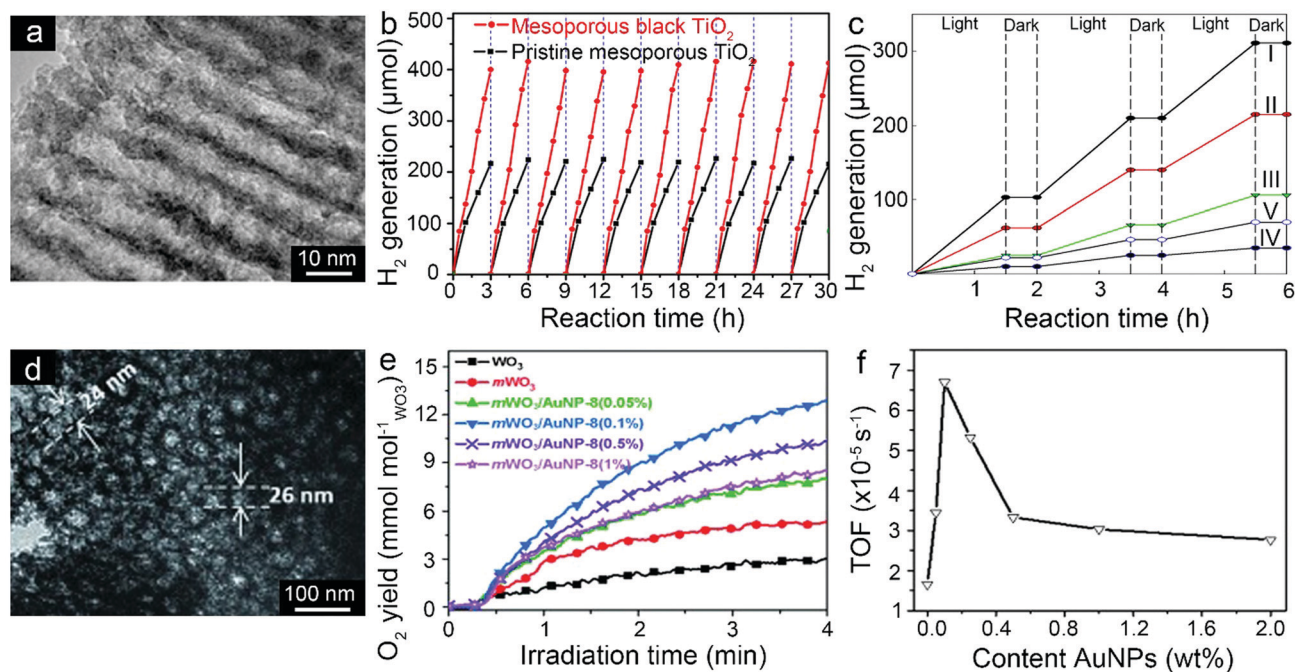 a
10 nm
b
Mesoporous black TiO₂
Pristine mesoporous TiO₂
H₂ generation (μmol)
500
400
300
200
100
0
0 3 6 9 12 15 18 21 24 27 30
Reaction time (h)
c
Light Dark Light Dark Light Dark
H₂ generation (μmol)
300
200
100
I
II
III
V
IV
1 2 3 4 5 6
Reaction time (h)
d
24 nm
26 nm
100 nm
e
WO₃
mWO₃
mWO₃/AuNP-8(0.05%)
mWO₃/AuNP-8(0.1%)
mWO₃/AuNP-8(0.5%)
mWO₃/AuNP-8(1%)
O₂ yield (mmol mol⁻¹WO3)
15
12
9
6
3
0
0 1 2 3 4
Irradiation time (min)
f
TOF (x10⁻⁵ s⁻¹)
7
6
5
4
3
2
1
0.0 0.4 0.8 1.2 1.6 2.0
Content AuNPs (wt%)